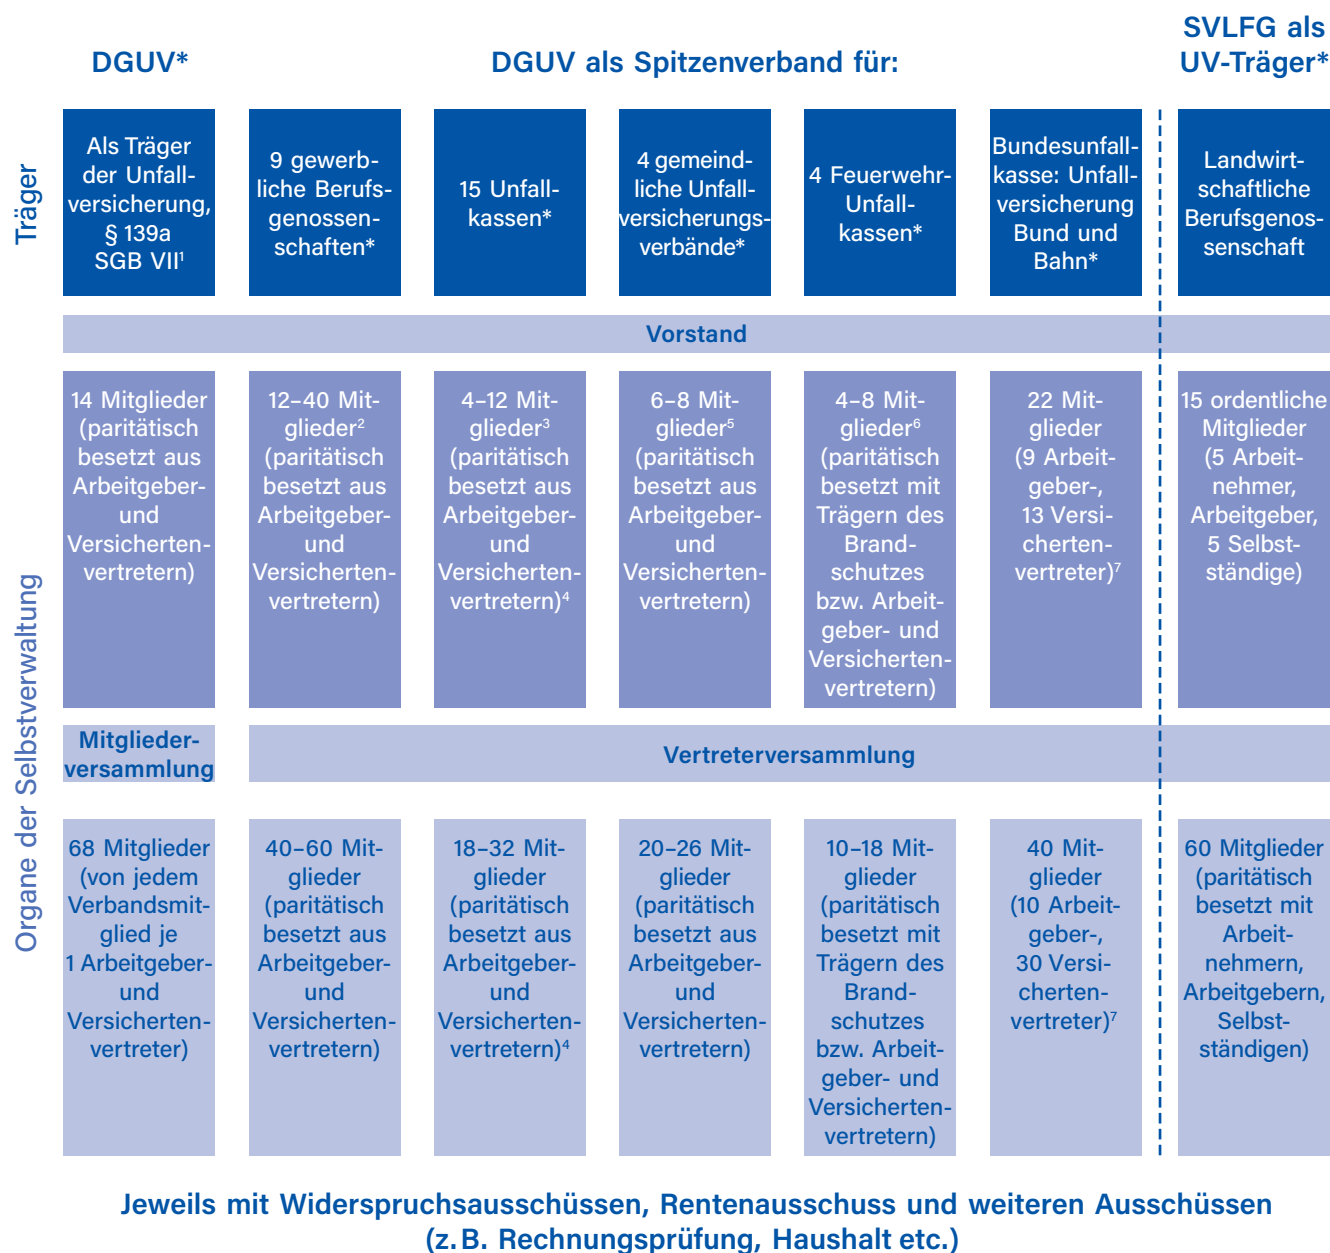 DGUV*
DGUV als Spitzenverband für:
SVLFG als
UV-Träger*
Träger
Als Träger
der Unfall-
versicherung,
§ 139a
SGB VII¹
9 gewerb-
liche Berufs-
genossen-
schaften*
15 Unfall-
kassen*
4 gemeind-
liche Unfall-
versicherungs-
verbände*
4 Feuerwehr-
Unfall-
kassen*
Bundesunfall-
kasse: Unfall-
versicherung
Bund und
Bahn*
Landwirt-
schaftliche
Berufsgenos-
senschaft
Organe der Selbstverwaltung
Vorstand
14 Mitglieder
(paritätisch
besetzt aus
Arbeitgeber-
und
Versicherten-
vertretern)
12–40 Mit-
glieder²
(paritätisch
besetzt aus
Arbeitgeber-
und
Versicherten-
vertretern)
4–12 Mit-
glieder³
(paritätisch
besetzt aus
Arbeitgeber-
und
Versicherten-
vertretern)⁴
6–8 Mit-
glieder⁵
(paritätisch
besetzt aus
Arbeitgeber-
und
Versicherten-
vertretern)
4–8 Mit-
glieder⁶
(paritätisch
besetzt mit
Trägern des
Brand-
schutzes
bzw. Arbeit-
geber- und
Versicherten-
vertretern)
22 Mit-
glieder
(9 Arbeit-
geber-,
13 Versi-
cherten-
vertreter)⁷
15 ordentliche
Mitglieder
(5 Arbeit-
nehmer,
Arbeitgeber,
5 Selbst-
ständige)
Mitglieder-
versammlung
Vertreterversammlung
68 Mitglieder
(von jedem
Verbandsmit-
glied je
1 Arbeitgeber-
und
Versicherten-
vertreter)
40–60 Mit-
glieder
(paritätisch
besetzt aus
Arbeitgeber-
und
Versicherten-
vertretern)
18–32 Mit-
glieder
(paritätisch
besetzt aus
Arbeitgeber-
und
Versicherten-
vertretern)⁴
20–26 Mit-
glieder
(paritätisch
besetzt aus
Arbeitgeber-
und
Versicherten-
vertretern)
10–18 Mit-
glieder
(paritätisch
besetzt mit
Trägern des
Brand-
schutzes
bzw. Arbeit-
geber- und
Versicherten-
vertretern)
40 Mit-
glieder
(10 Arbeit-
geber-,
30 Versi-
cherten-
vertreter)⁷
60 Mitglieder
(paritätisch
besetzt mit
Arbeit-
nehmern,
Arbeitgebern,
Selbst-
ständigen)
Jeweils mit Widerspruchsausschüssen, Rentenausschuss und weiteren Ausschüssen
(z. B. Rechnungsprüfung, Haushalt etc.)